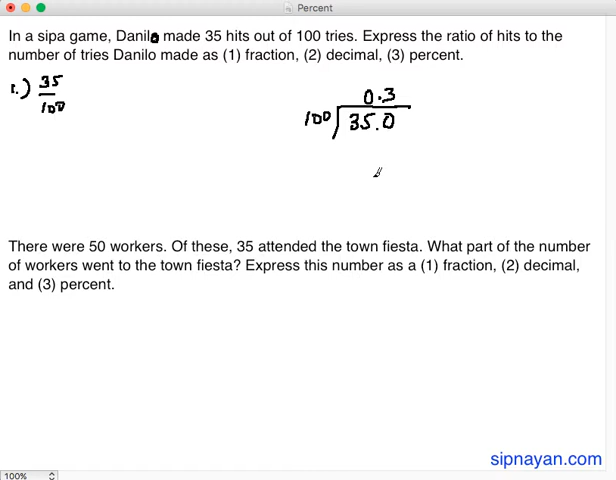 Percent
In a sipa game, Danilo made 35 hits out of 100 tries. Express the ratio of hits to the
number of tries Danilo made as (1) fraction, (2) decimal, (3) percent.
1.) 35
100
0.3
100 35.0
There were 50 workers. Of these, 35 attended the town fiesta. What part of the number
of workers went to the town fiesta? Express this number as a (1) fraction, (2) decimal,
and (3) percent.
sipnayan.com
100%